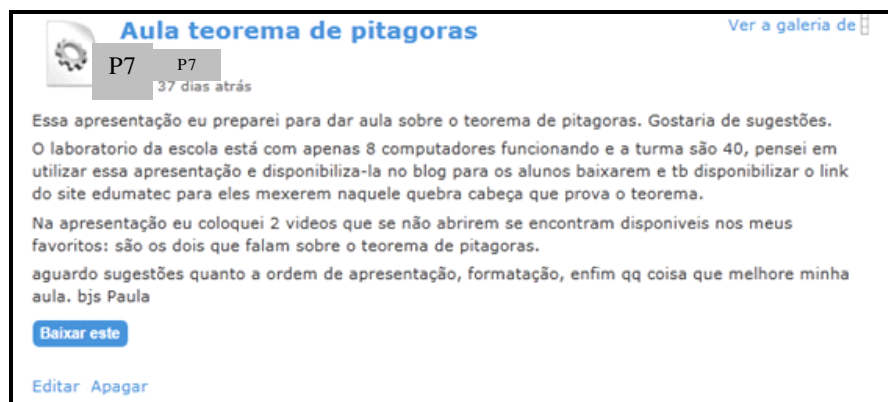 Aula teorema de pitagoras
Ver a galeria de
P7
P7
37 dias atrás
Essa apresentação eu preparei para dar aula sobre o teorema de pitagoras. Gostaria de sugestões.
O laboratorio da escola está com apenas 8 computadores funcionando e a turma são 40, pensei em
utilizar essa apresentação e disponibiliza-la no blog para os alunos baixarem e tb disponibilizar o link
do site edumatec para eles mexerem naquele quebra cabeça que prova o teorema.
Na apresentação eu coloquei 2 videos que se não abrirem se encontram disponiveis nos meus
favoritos: são os dois que falam sobre o teorema de pitagoras.
aguardo sugestões quanto a ordem de apresentação, formatação, enfim qq coisa que melhore minha
aula. bjs Paula
Baixar este
Editar Apagar